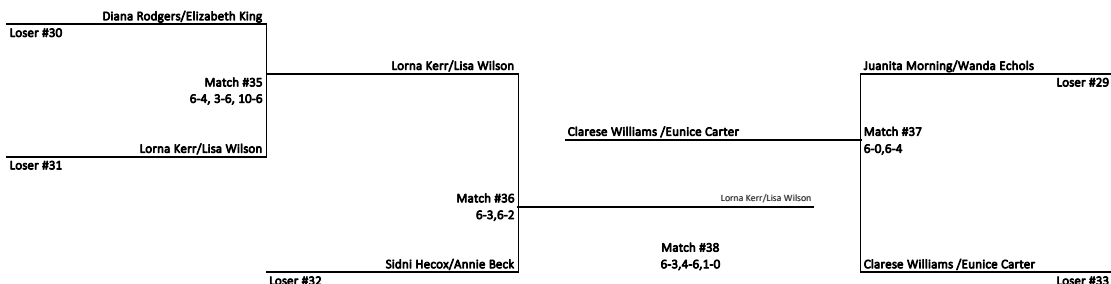 Diana Rodgers/Elizabeth King
Loser #30
Lorna Kerr/Lisa Wilson
Juanita Morning/Wanda Echols
Match #35
Loser #29
6-4, 3-6, 10-6
Clarese Williams /Eunice Carter
Match #37
Lorna Kerr/Lisa Wilson
6-0,6-4
Loser #31
Match #36
Lorna Kerr/Lisa Wilson
6-3,6-2
Match #38
Sidni Hecox/Annie Beck
6-3,4-6,1-0
Clarese Williams /Eunice Carter
Loser #32
Loser #33